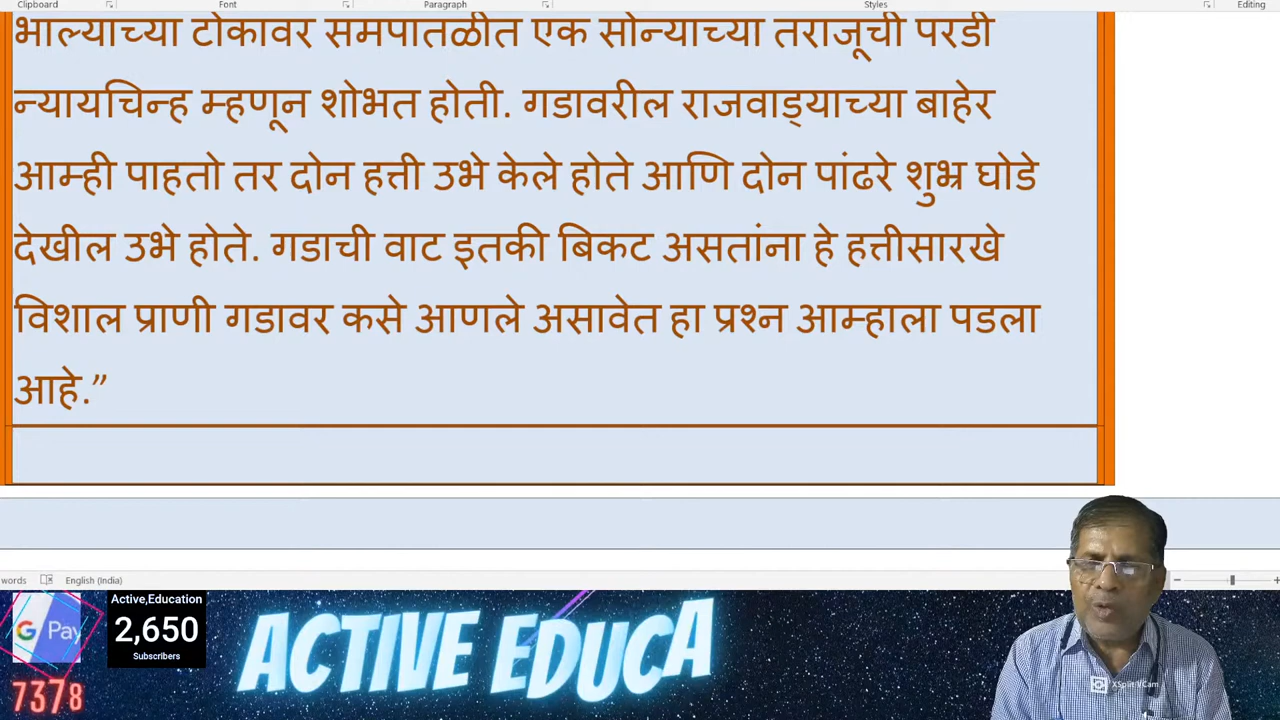 Clipboard Font Paragraph Styles Editing
भाल्याच्या टोकावर समपातळीत एक सोन्याच्या तराजूची परडी
न्यायचिन्ह म्हणून शोभत होती. गडावरील राजवाड्याच्या बाहेर
आम्ही पाहतो तर दोन हत्ती उभे केले होते आणि दोन पांढरे शुभ्र घोडे
देखील उभे होते. गडाची वाट इतकी बिकट असतांना हे हत्तीसारखे
विशाल प्राणी गडावर कसे आणले असावेत हा प्रश्न आम्हाला पडला
आहे.”
words English (India)
G Pay
Active,Education
2,650
Subscribers
ACTIVE EDUCA
7378
XSplit VCam